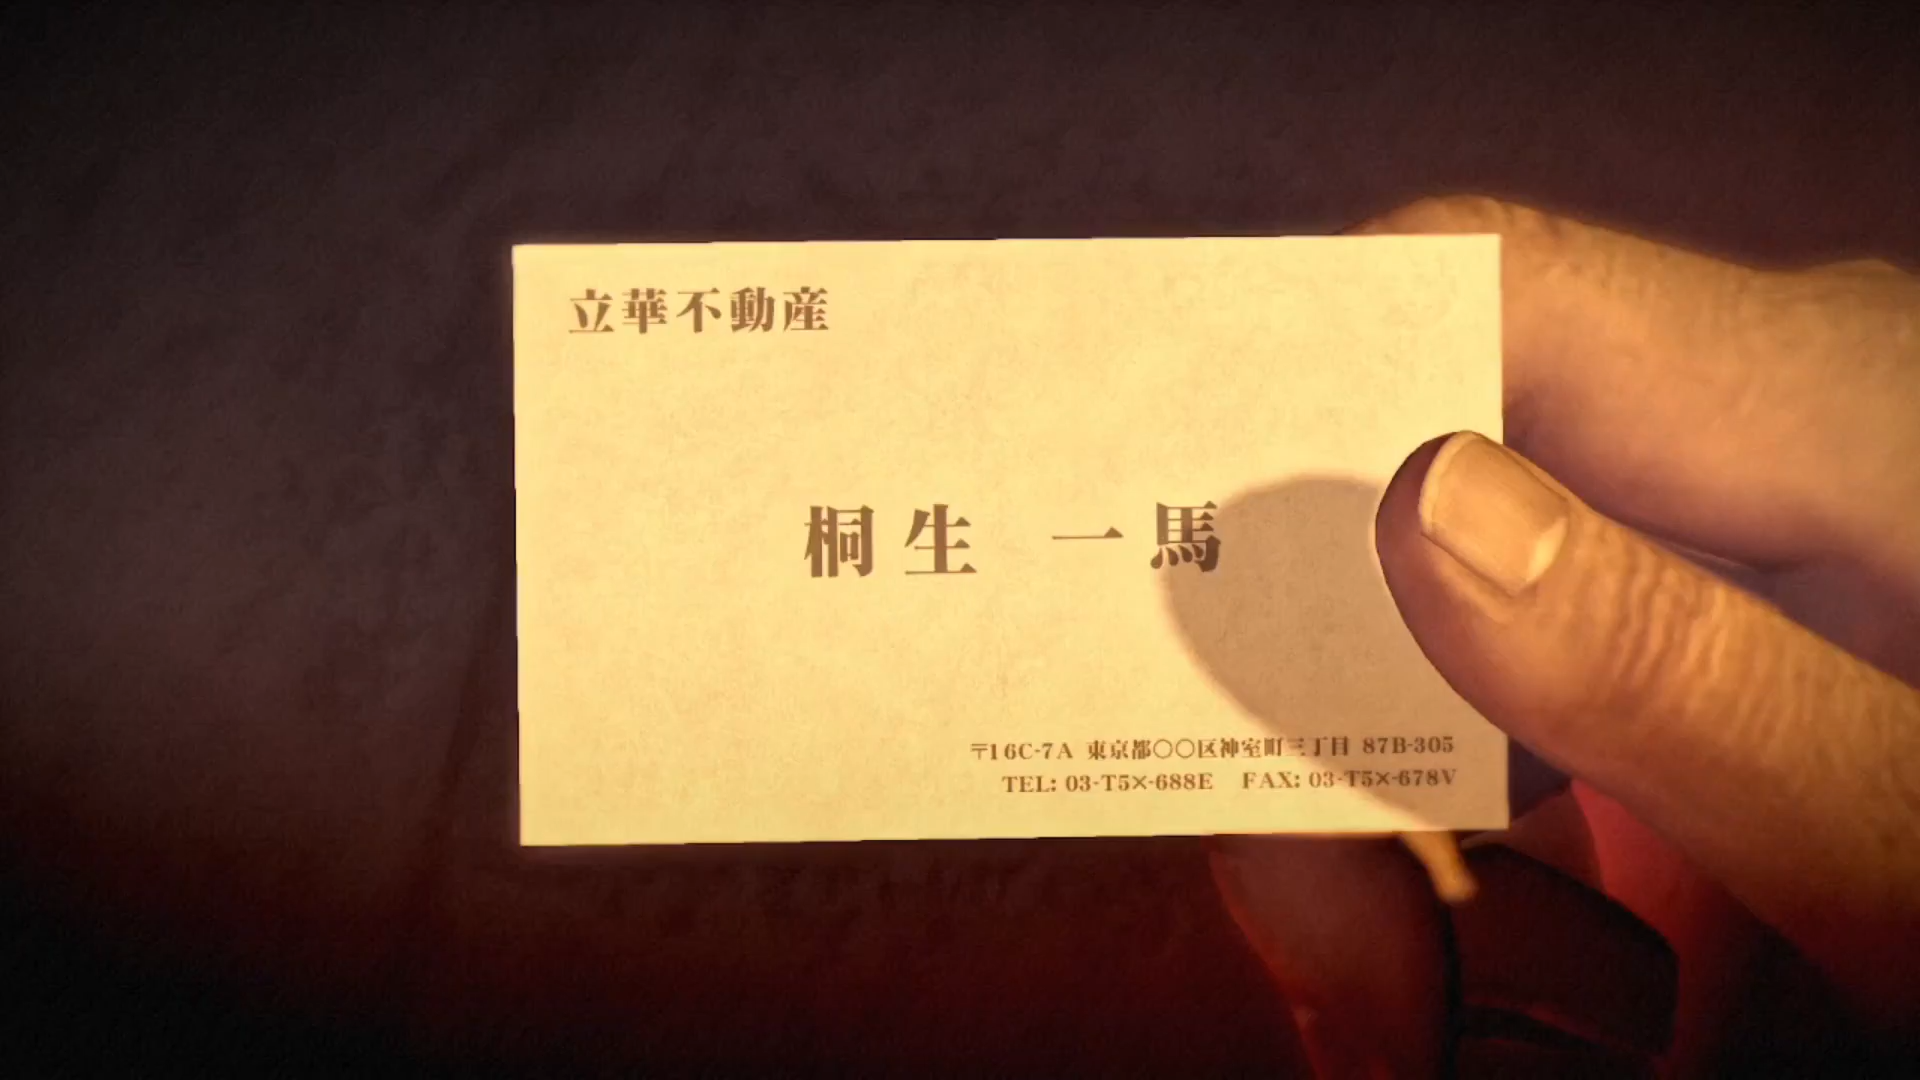 立華不動産
桐生 一馬
〒16C-7A 東京都〇〇区神室町三丁目 87B-305
TEL: 03-T5×-688E FAX: 03-T5×-678V